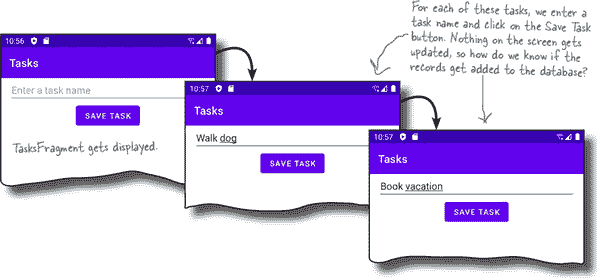 For each of these tasks, we enter a
task name and click on the Save Task
button. Nothing on the screen gets
updated, so how do we know if the
records get added to the database?
10:56
Tasks
Enter a task name
SAVE TASK
TasksFragment gets displayed.
10:57
Tasks
Walk dog
SAVE TASK
10:57
Tasks
Book vacation
SAVE TASK